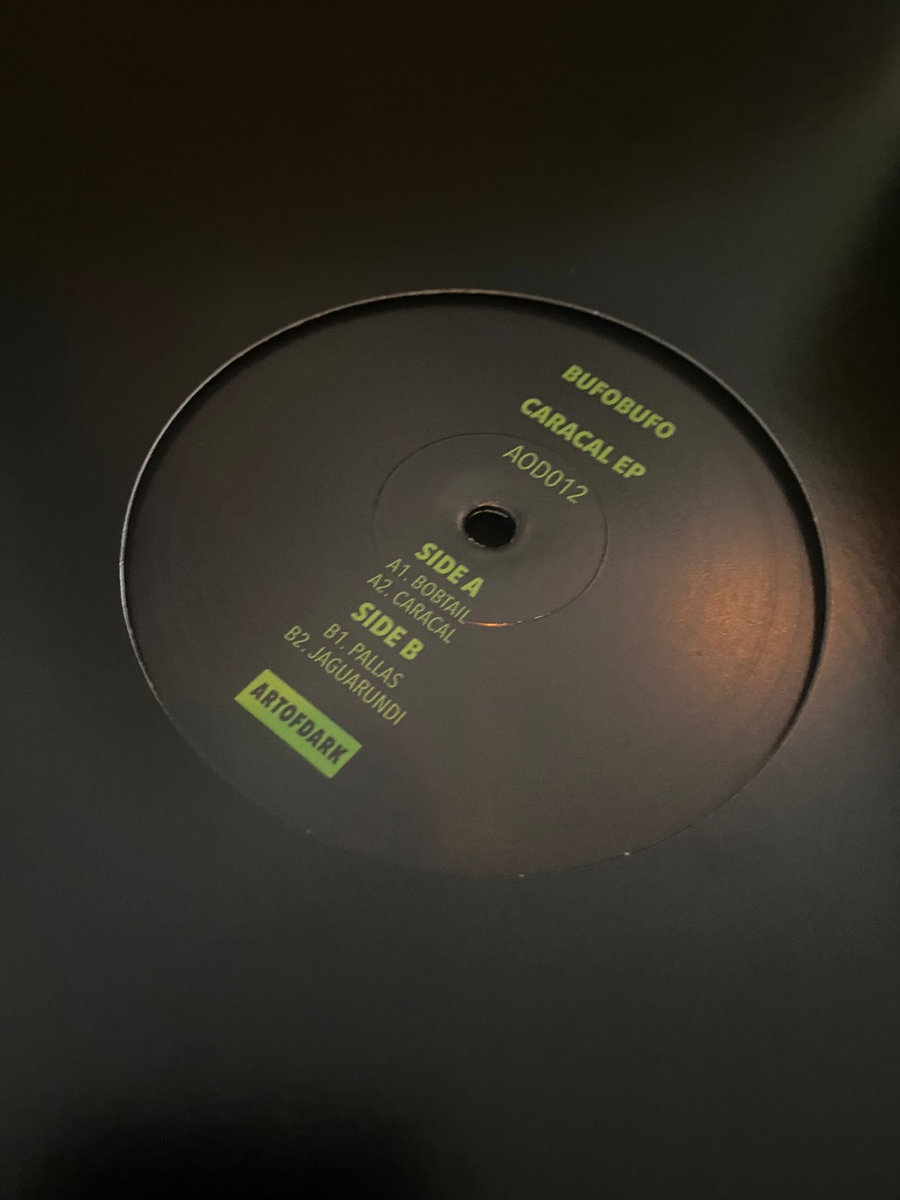 BUFOBUFO
CARACAL EP
AOD012
SIDE A
A1. BOBTAIL
A2. CARACAL
SIDE B
B1. PALLAS
B2. JAGUARUNDI
ARTOFDARK